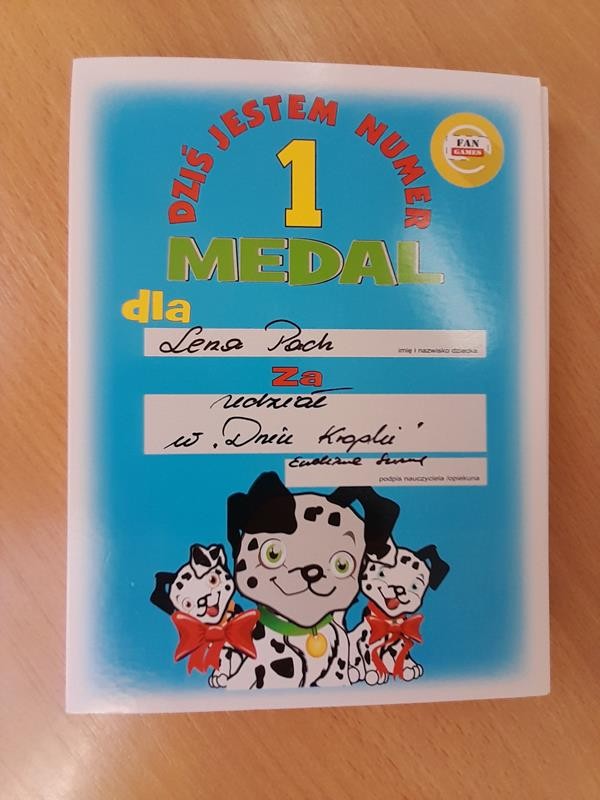 DZIŚ JESTEM NUMER
1
FAN
GAMES
MEDAL
dla
Lena Pach
imię i nazwisko dziecka
Za
udział
w „Dniu Kropki"
podpis nauczyciela /opiekuna